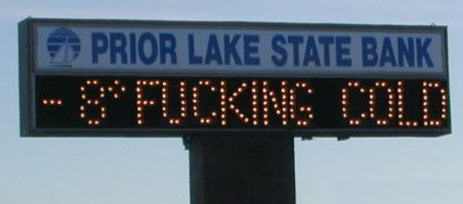 PRIOR LAKE STATE BANK
- 8° FUCKING COLD